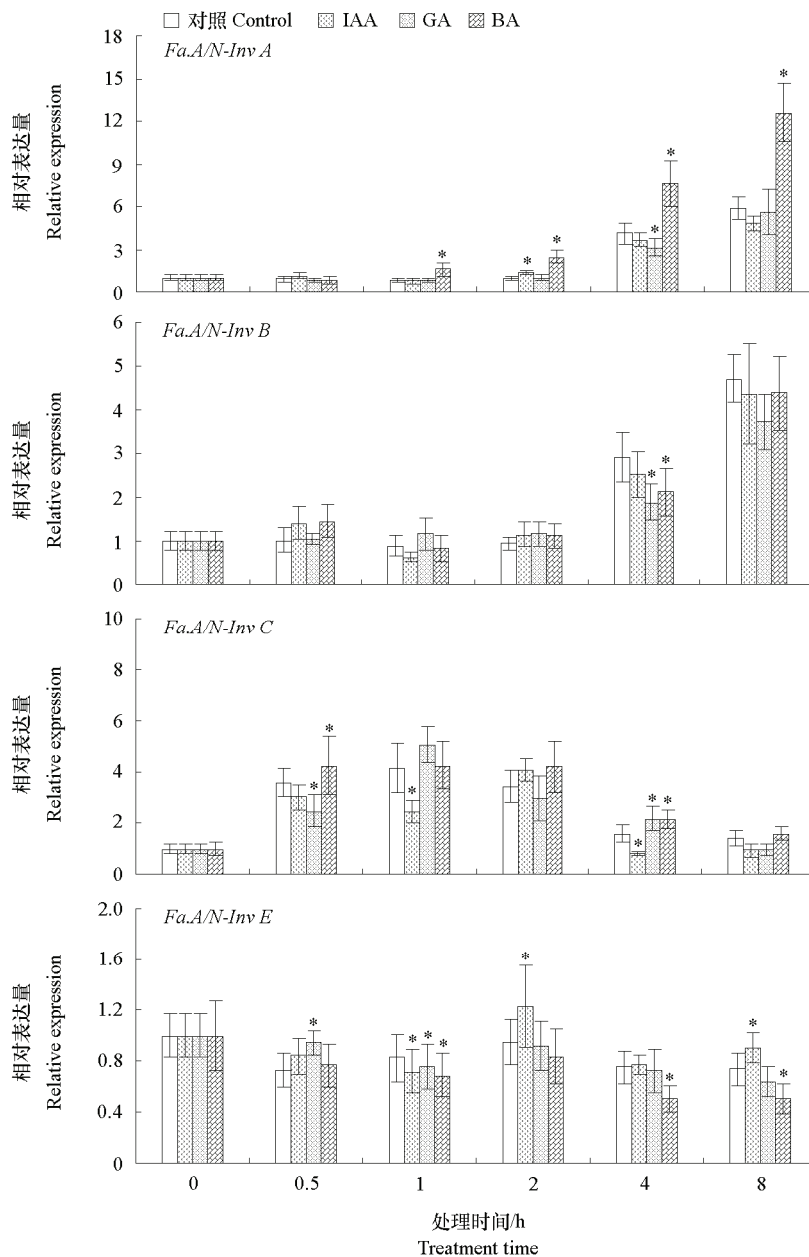 对照 Control IAA GA BA
18
Fa.A/N-Inv A
15
12
9
6
3
0
相对表达量
Relative expression
* * * * * *
6
Fa.A/N-Inv B
5
4
3
2
1
0
相对表达量
Relative expression
* *
10
Fa.A/N-Inv C
8
6
4
2
0
相对表达量
Relative expression
* * * * * *
2.0
Fa.A/N-Inv E
1.6
1.2
0.8
0.4
0
相对表达量
Relative expression
* * * * * * * *
0 0.5 1 2 4 8
处理时间/h
Treatment time